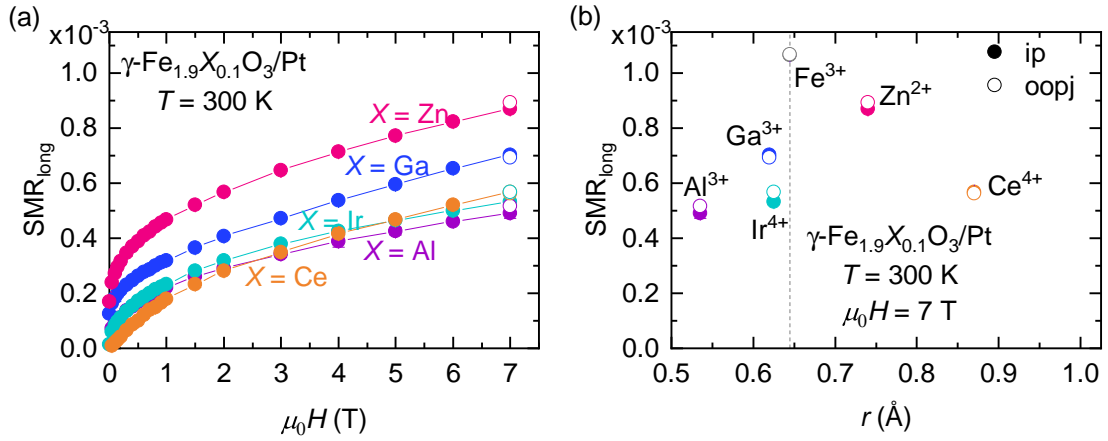 (a)
x10⁻³
1.0
0.8
0.6
0.4
0.2
0.0
SMR_long
γ-Fe₁.₉X₀.₁O₃/Pt
T = 300 K
X = Zn
X = Ga
X = Ir
X = Al
X = Ce
0 1 2 3 4 5 6 7
μ₀H (T)
(b)
x10⁻³
1.0
0.8
0.6
0.4
0.2
0.0
SMR_long
ip
oopj
Fe³⁺
Zn²⁺
Ga³⁺
Al³⁺
Ir⁴⁺
Ce⁴⁺
γ-Fe₁.₉X₀.₁O₃/Pt
T = 300 K
μ₀H = 7 T
0.5 0.6 0.7 0.8 0.9 1.0
r (Å)